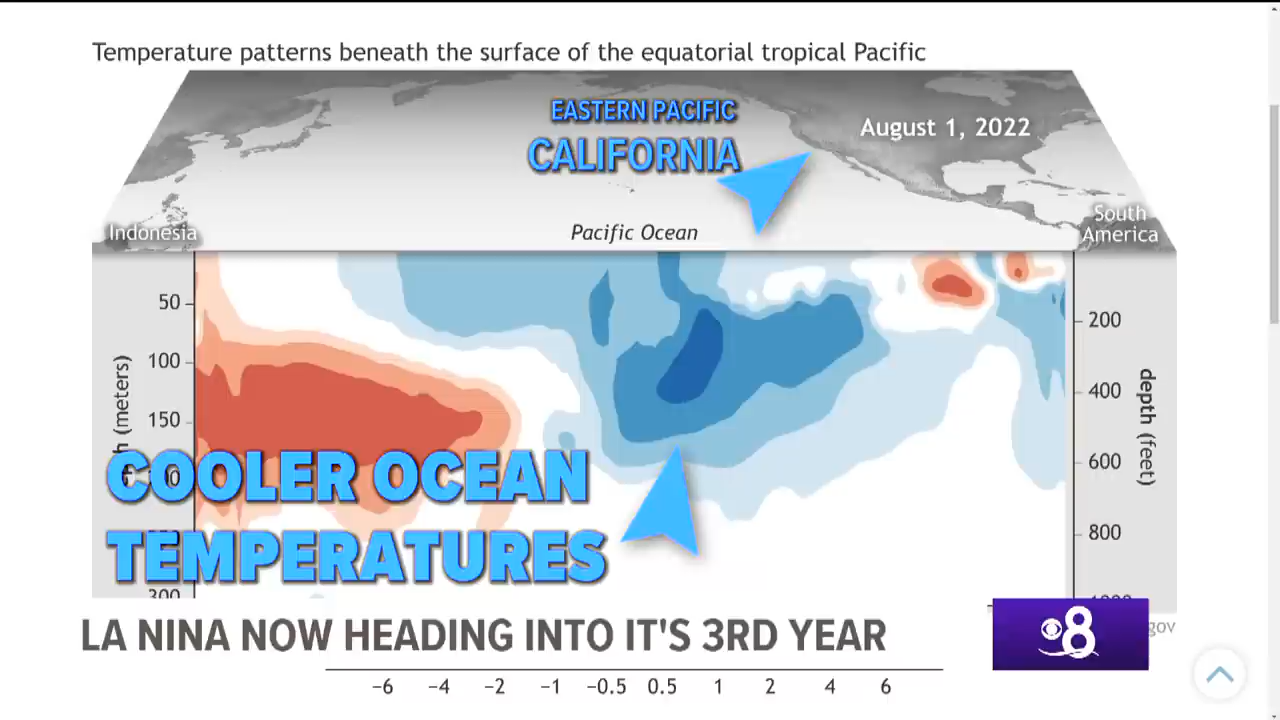 Temperature patterns beneath the surface of the equatorial tropical Pacific
EASTERN PACIFIC
CALIFORNIA
August 1, 2022
Indonesia
Pacific Ocean
South
America
50
100
150
300
(meters)
200
400
600
800
depth (feet)
COOLER OCEAN
TEMPERATURES
LA NINA NOW HEADING INTO IT'S 3RD YEAR
8
gov
−6 −4 −2 −1 −0.5 0.5 1 2 4 6